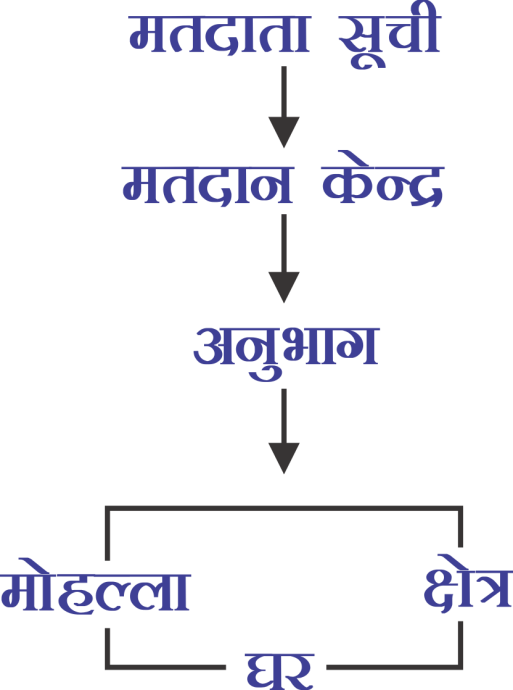 मतदाता सूची
मतदान केन्द्र
अनुभाग
मोहल्ला
क्षेत्र
घर